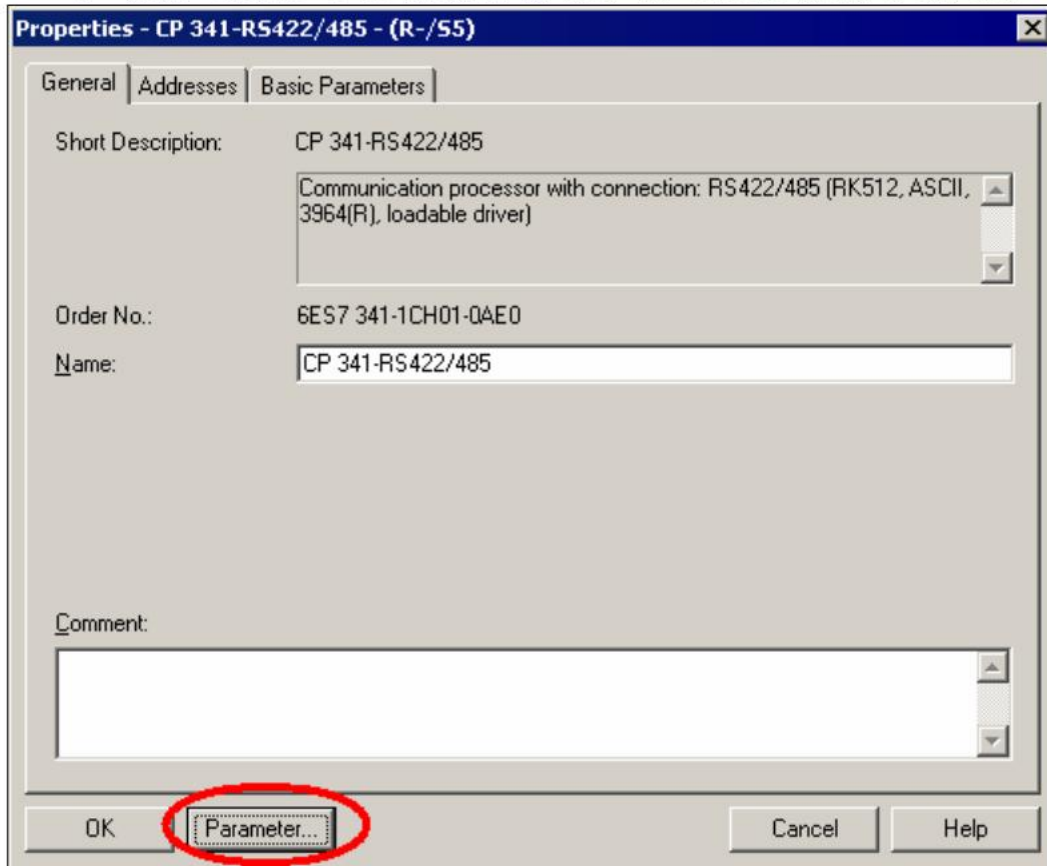 Properties - CP 341-RS422/485 - (R-/S5)
General
Addresses
Basic Parameters
Short Description:
CP 341-RS422/485
Communication processor with connection: RS422/485 (RK512, ASCII,
3964(R), loadable driver)
Order No.:
6ES7 341-1CH01-0AE0
Name:
CP 341-RS422/485
Comment:
OK
Parameter...
Cancel
Help